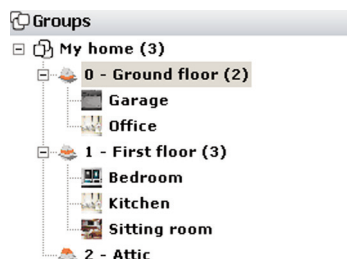 Groups
My home (3)
0 - Ground floor (2)
Garage
Office
1 - First floor (3)
Bedroom
Kitchen
Sitting room
2 - Attic